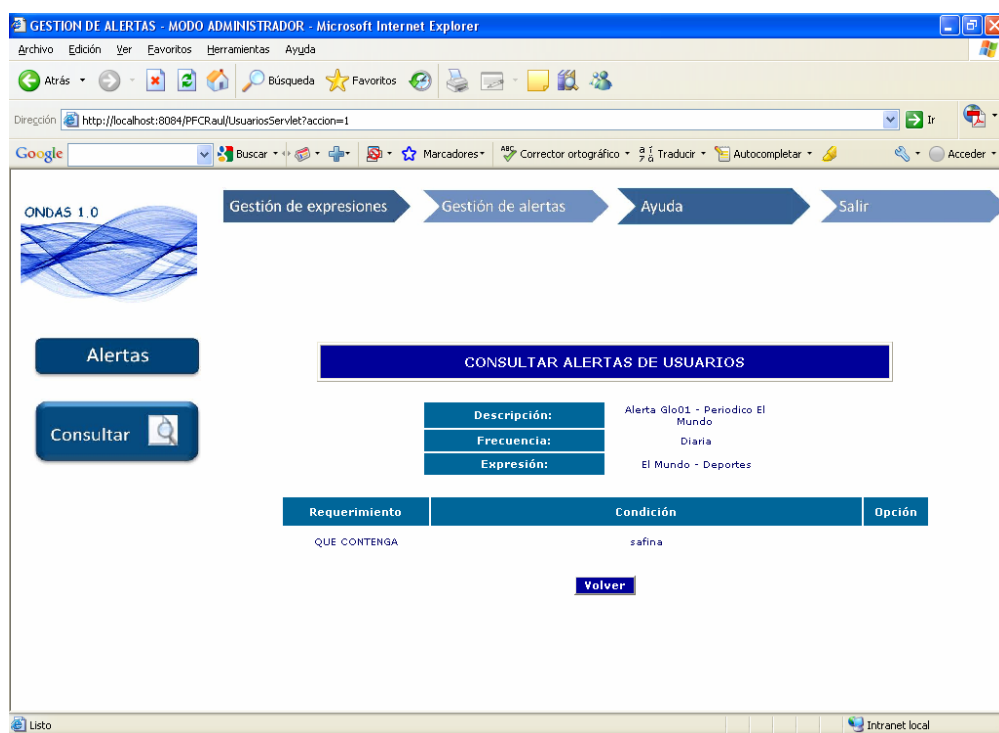 GESTION DE ALERTAS - MODO ADMINISTRADOR - Microsoft Internet Explorer
Archivo Edición Ver Favoritos Herramientas Ayuda
Atrás Búsqueda Favoritos
Dirección http://localhost:8084/PFCRaul/UsuariosServlet?accion=1 Ir
Google Buscar Marcadores ABC Corrector ortográfico Traducir Autocompletar Acceder
ONDAS 1.0
Gestión de expresiones Gestión de alertas Ayuda Salir
Alertas
Consultar
CONSULTAR ALERTAS DE USUARIOS
Descripción: Alerta Glo01 - Periodico El
Mundo
Frecuencia: Diaria
Expresión: El Mundo - Deportes
Requerimiento Condición Opción
QUE CONTENGA safina
Volver
Listo Intranet local